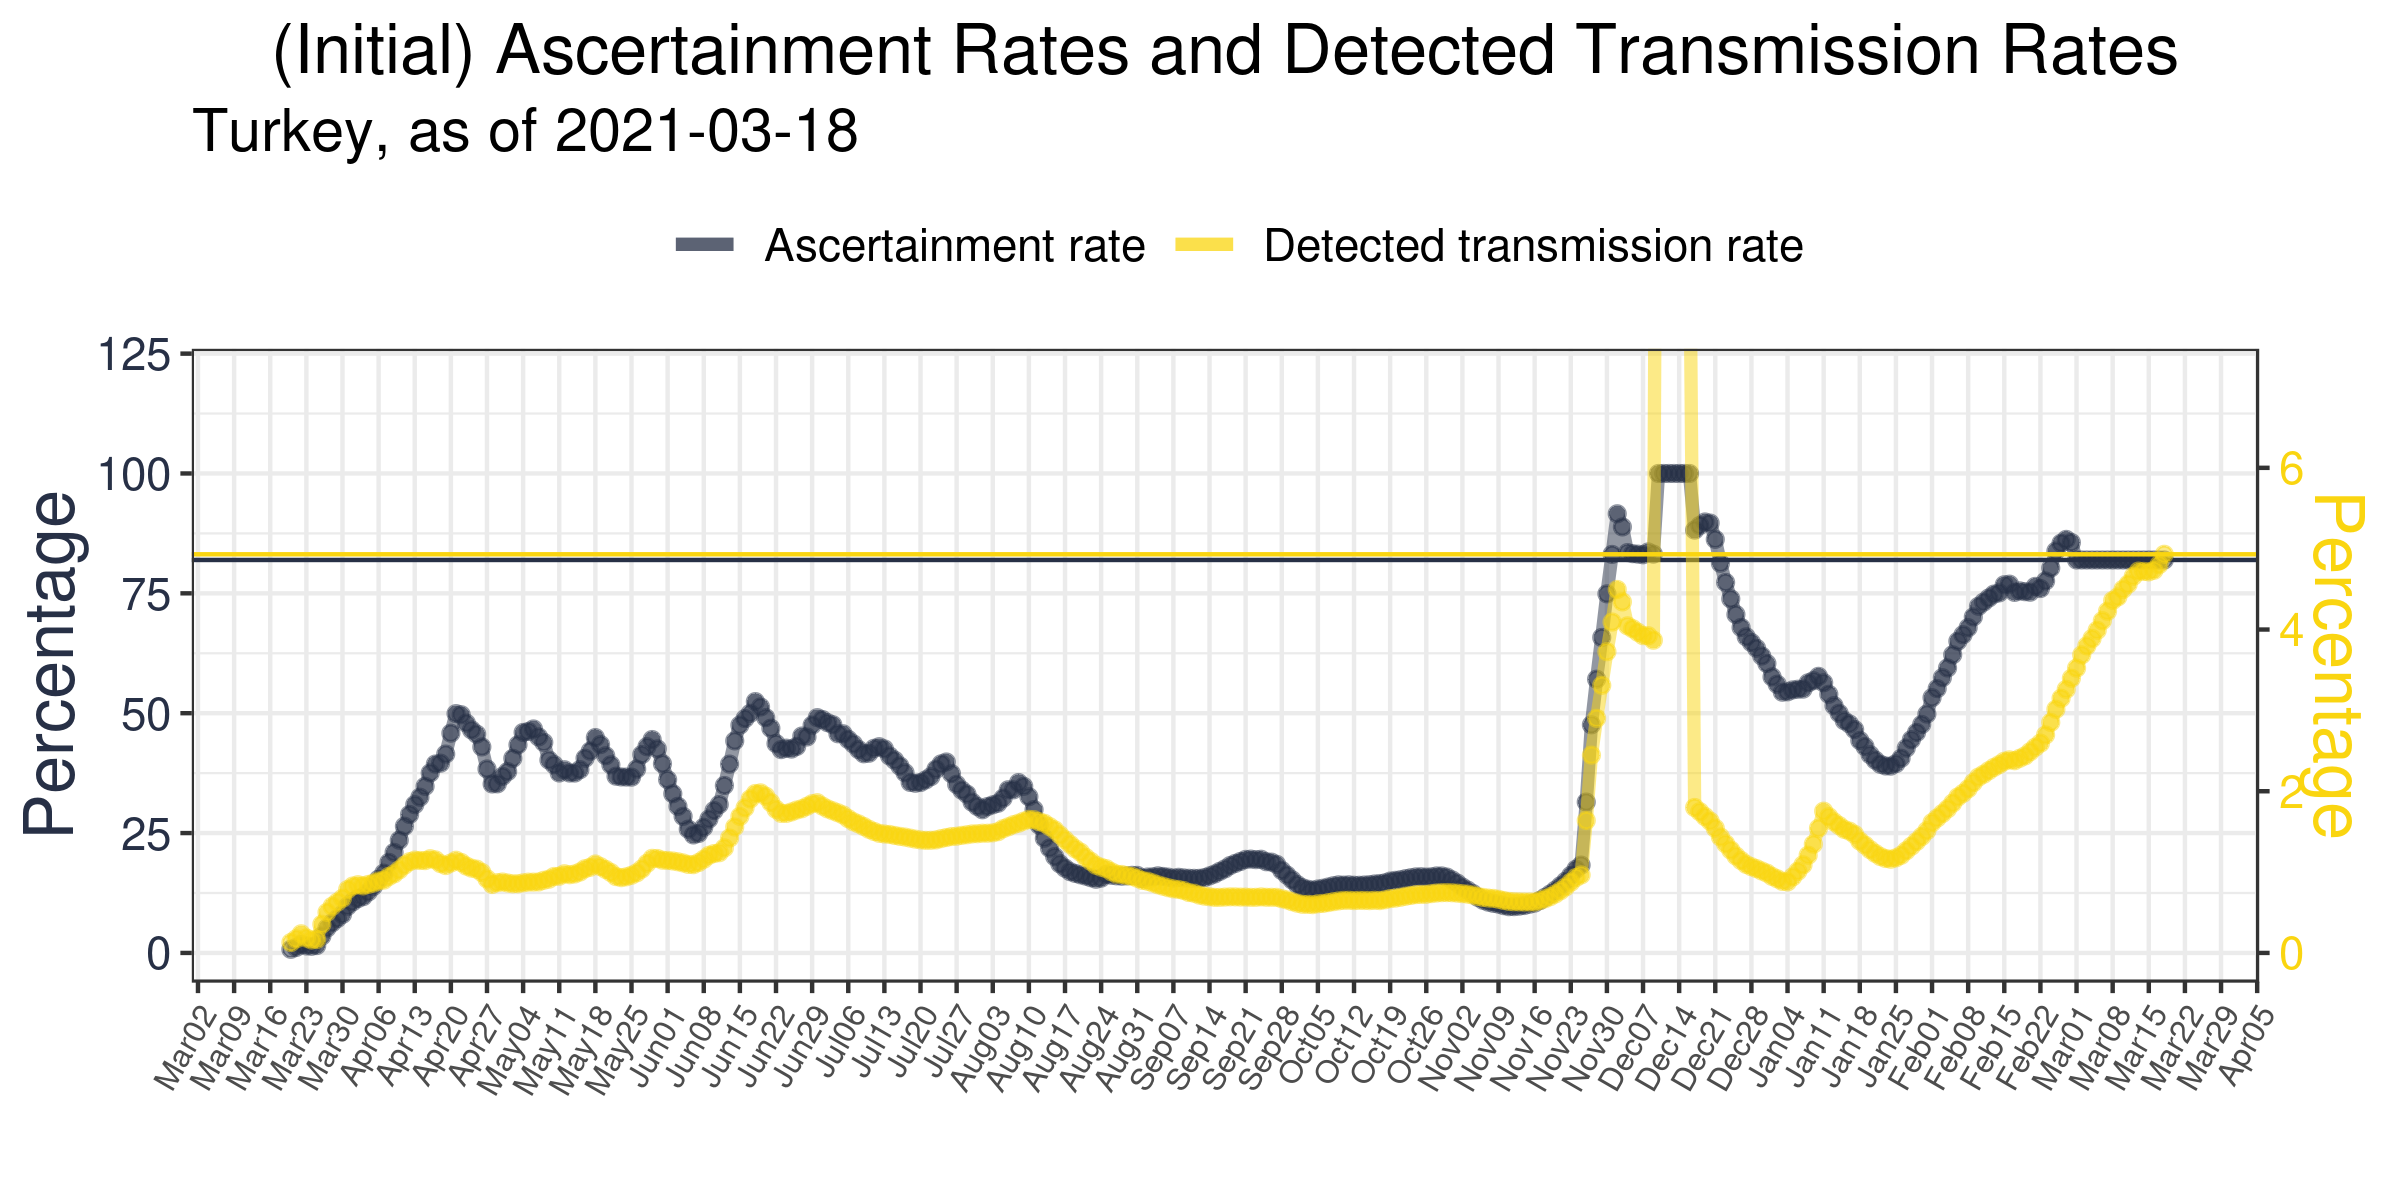 (Initial) Ascertainment Rates and Detected Transmission Rates
Turkey, as of 2021-03-18
Ascertainment rate
Detected transmission rate
Percentage
125
100
75
50
25
0
6
4
2
0
Percentage
Mar02
Mar09
Mar16
Mar23
Mar30
Apr06
Apr13
Apr20
Apr27
May04
May11
May18
May25
Jun01
Jun08
Jun15
Jun22
Jun29
Jul06
Jul13
Jul20
Jul27
Aug03
Aug10
Aug17
Aug24
Aug31
Sep07
Sep14
Sep21
Sep28
Oct05
Oct12
Oct19
Oct26
Nov02
Nov09
Nov16
Nov23
Nov30
Dec07
Dec14
Dec21
Dec28
Jan04
Jan11
Jan18
Jan25
Feb01
Feb08
Feb15
Feb22
Mar01
Mar08
Mar15
Mar22
Mar29
Apr05